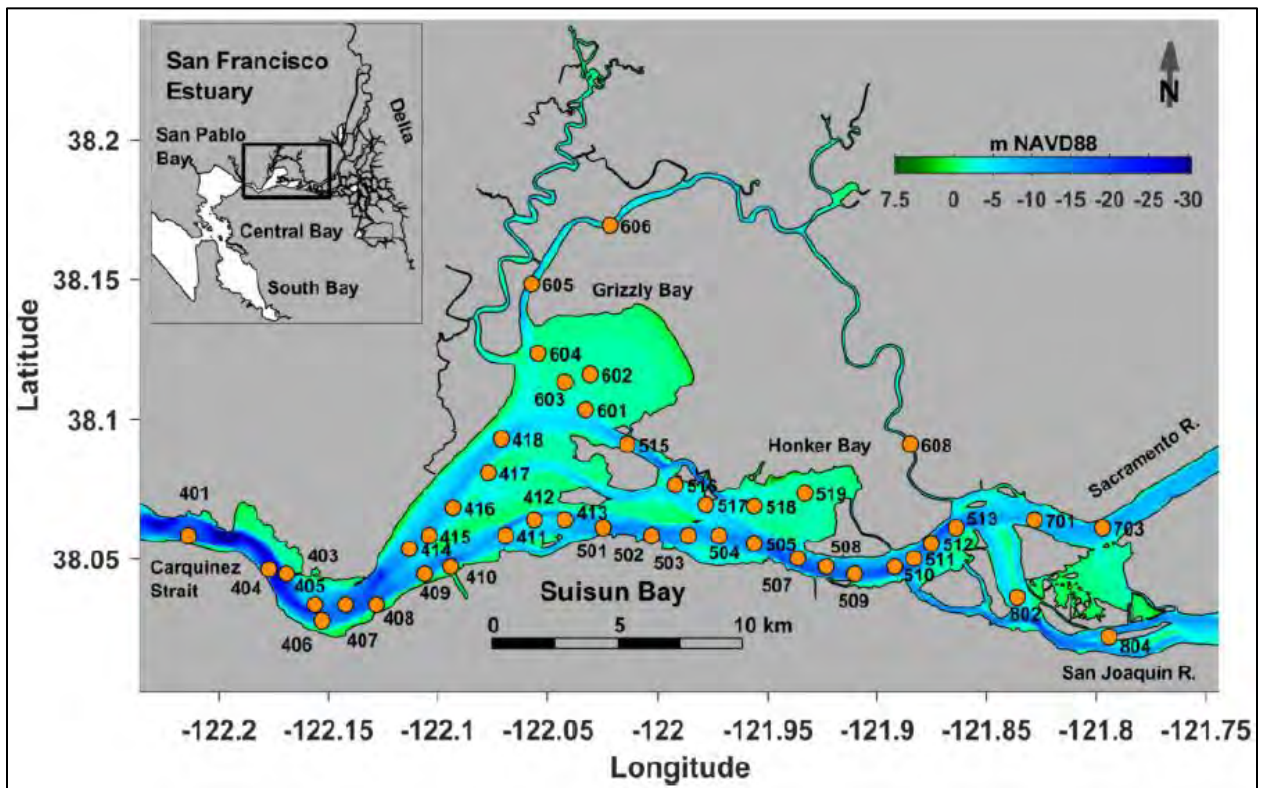 San Francisco
Estuary
San Pablo
Bay
Delta
Central Bay
South Bay
N
m NAVD88
7.5 0 -5 -10 -15 -20 -25 -30
38.2
38.15
38.1
38.05
Latitude
606
605
Grizzly Bay
604
602
603
601
418
515
Honker Bay
608
Sacramento R.
417
516
412
416
413
517
518
519
513
701
703
401
415
414
411
501
502
503
504
505
508
512
511
510
507
509
403
410
409
Carquinez
Strait
404
405
408
407
406
Suisun Bay
802
804
San Joaquin R.
0 5 10 km
-122.2 -122.15 -122.1 -122.05 -122 -121.95 -121.9 -121.85 -121.8 -121.75
Longitude